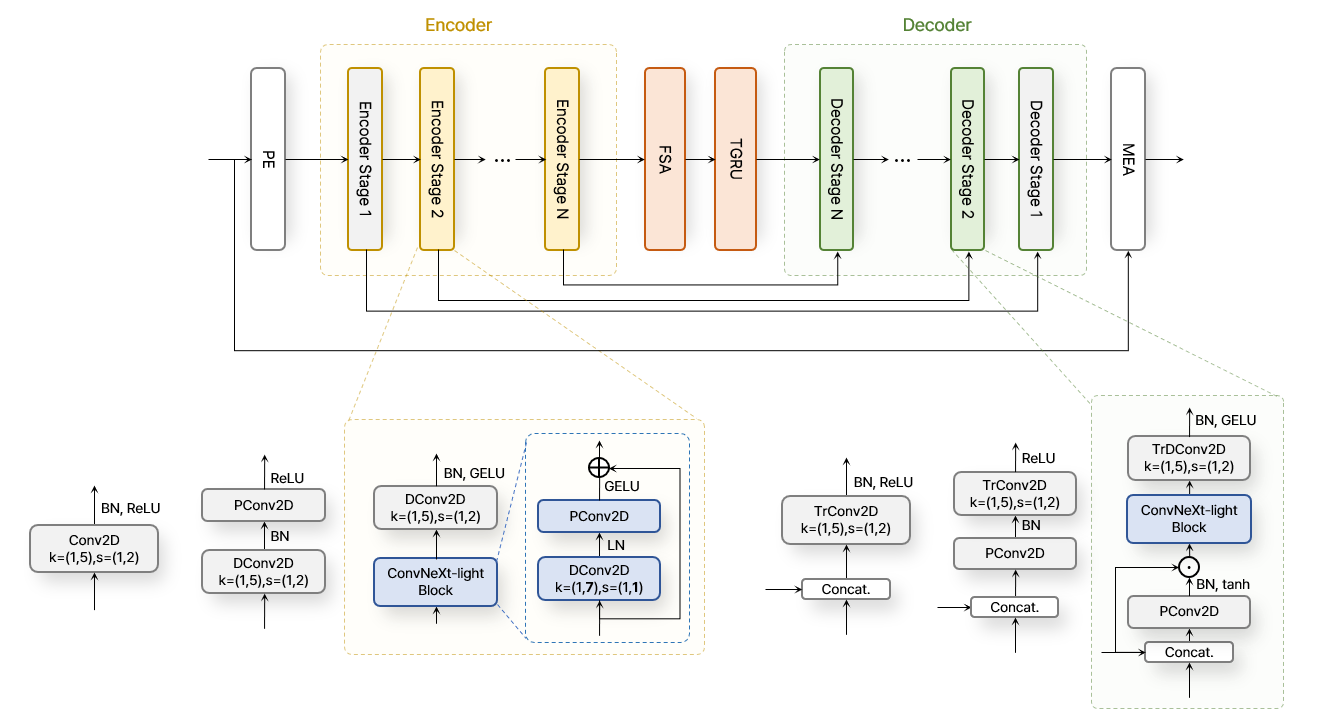 Encoder
Decoder
PE
Encoder Stage 1
Encoder Stage 2
...
Encoder Stage N
FSA
TGRU
Decoder Stage N
...
Decoder Stage 2
Decoder Stage 1
MEA
BN, ReLU
Conv2D
k=(1,5),s=(1,2)
ReLU
PConv2D
BN
DConv2D
k=(1,5),s=(1,2)
BN, GELU
DConv2D
k=(1,5),s=(1,2)
ConvNeXt-light
Block
GELU
PConv2D
LN
DConv2D
k=(1,7),s=(1,1)
BN, ReLU
TrConv2D
k=(1,5),s=(1,2)
Concat.
ReLU
TrConv2D
k=(1,5),s=(1,2)
BN
PConv2D
Concat.
BN, GELU
TrDConv2D
k=(1,5),s=(1,2)
ConvNeXt-light
Block
BN, tanh
PConv2D
Concat.